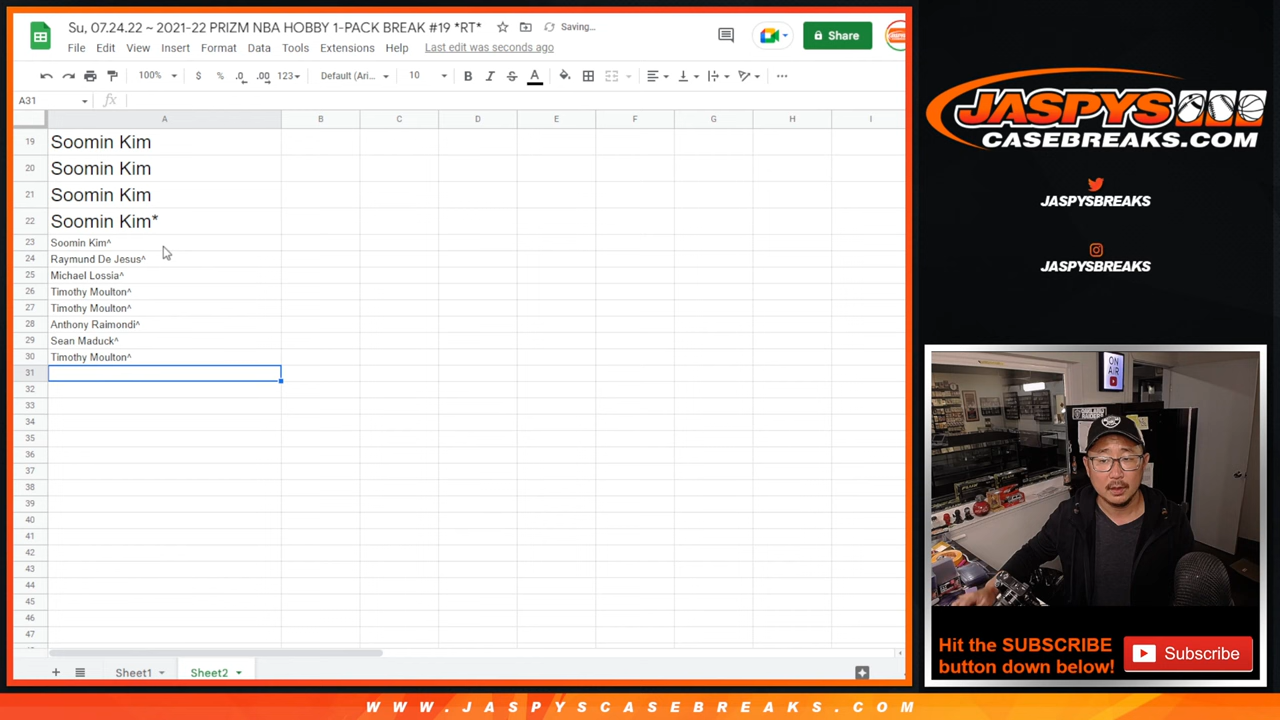 Su, 07.24.22 ~ 2021-22 PRIZM NBA HOBBY 1-PACK BREAK #19 *RT*
Saving...
File Edit View Insert Format Data Tools Extensions Help Last edit was seconds ago
Share
100% $ % .0 .00 123 Default (Ari... 10 B I S A
A31 fx
A B C D E F G H I
19 Soomin Kim
20 Soomin Kim
21 Soomin Kim
22 Soomin Kim*
23 Soomin Kim^
24 Raymund De Jesus^
25 Michael Lossia^
26 Timothy Moulton^
27 Timothy Moulton^
28 Anthony Raimondi^
29 Sean Maduck^
30 Timothy Moulton^
31
32
33
34
35
36
37
38
39
40
41
42
43
44
45
46
47
Sheet1 Sheet2
JASPYS
CASEBREAKS.COM
JASPYSBREAKS
JASPYSBREAKS
ON
AIR
Hit the SUBSCRIBE
button down below!
Subscribe
WWW.JASPYSCASEBREAKS.COM